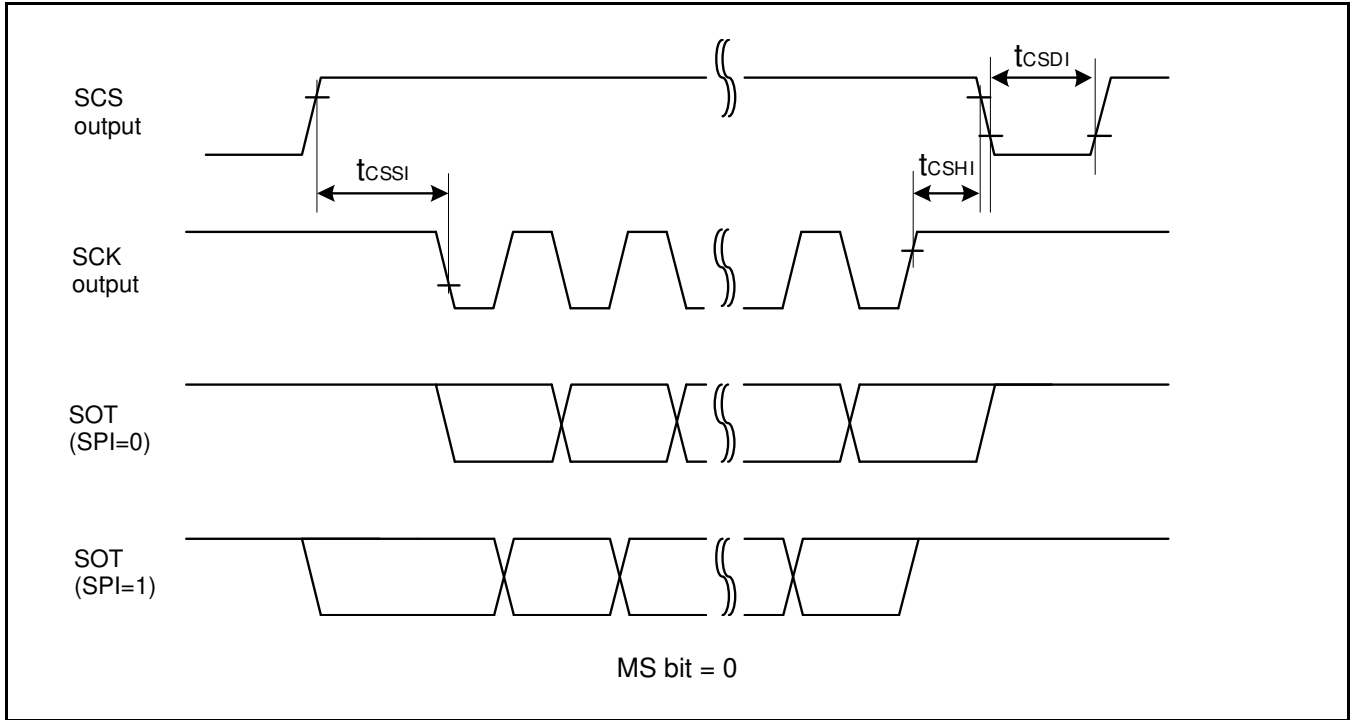 SCS
output
tCSDI
tCSSI
tCSHI
SCK
output
SOT
(SPI=0)
SOT
(SPI=1)
MS bit = 0